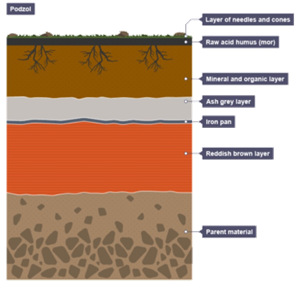 Podzol
Layer of needles and cones
Raw acid humus (mor)
Mineral and organic layer
Ash grey layer
Iron pan
Reddish brown layer
Parent material